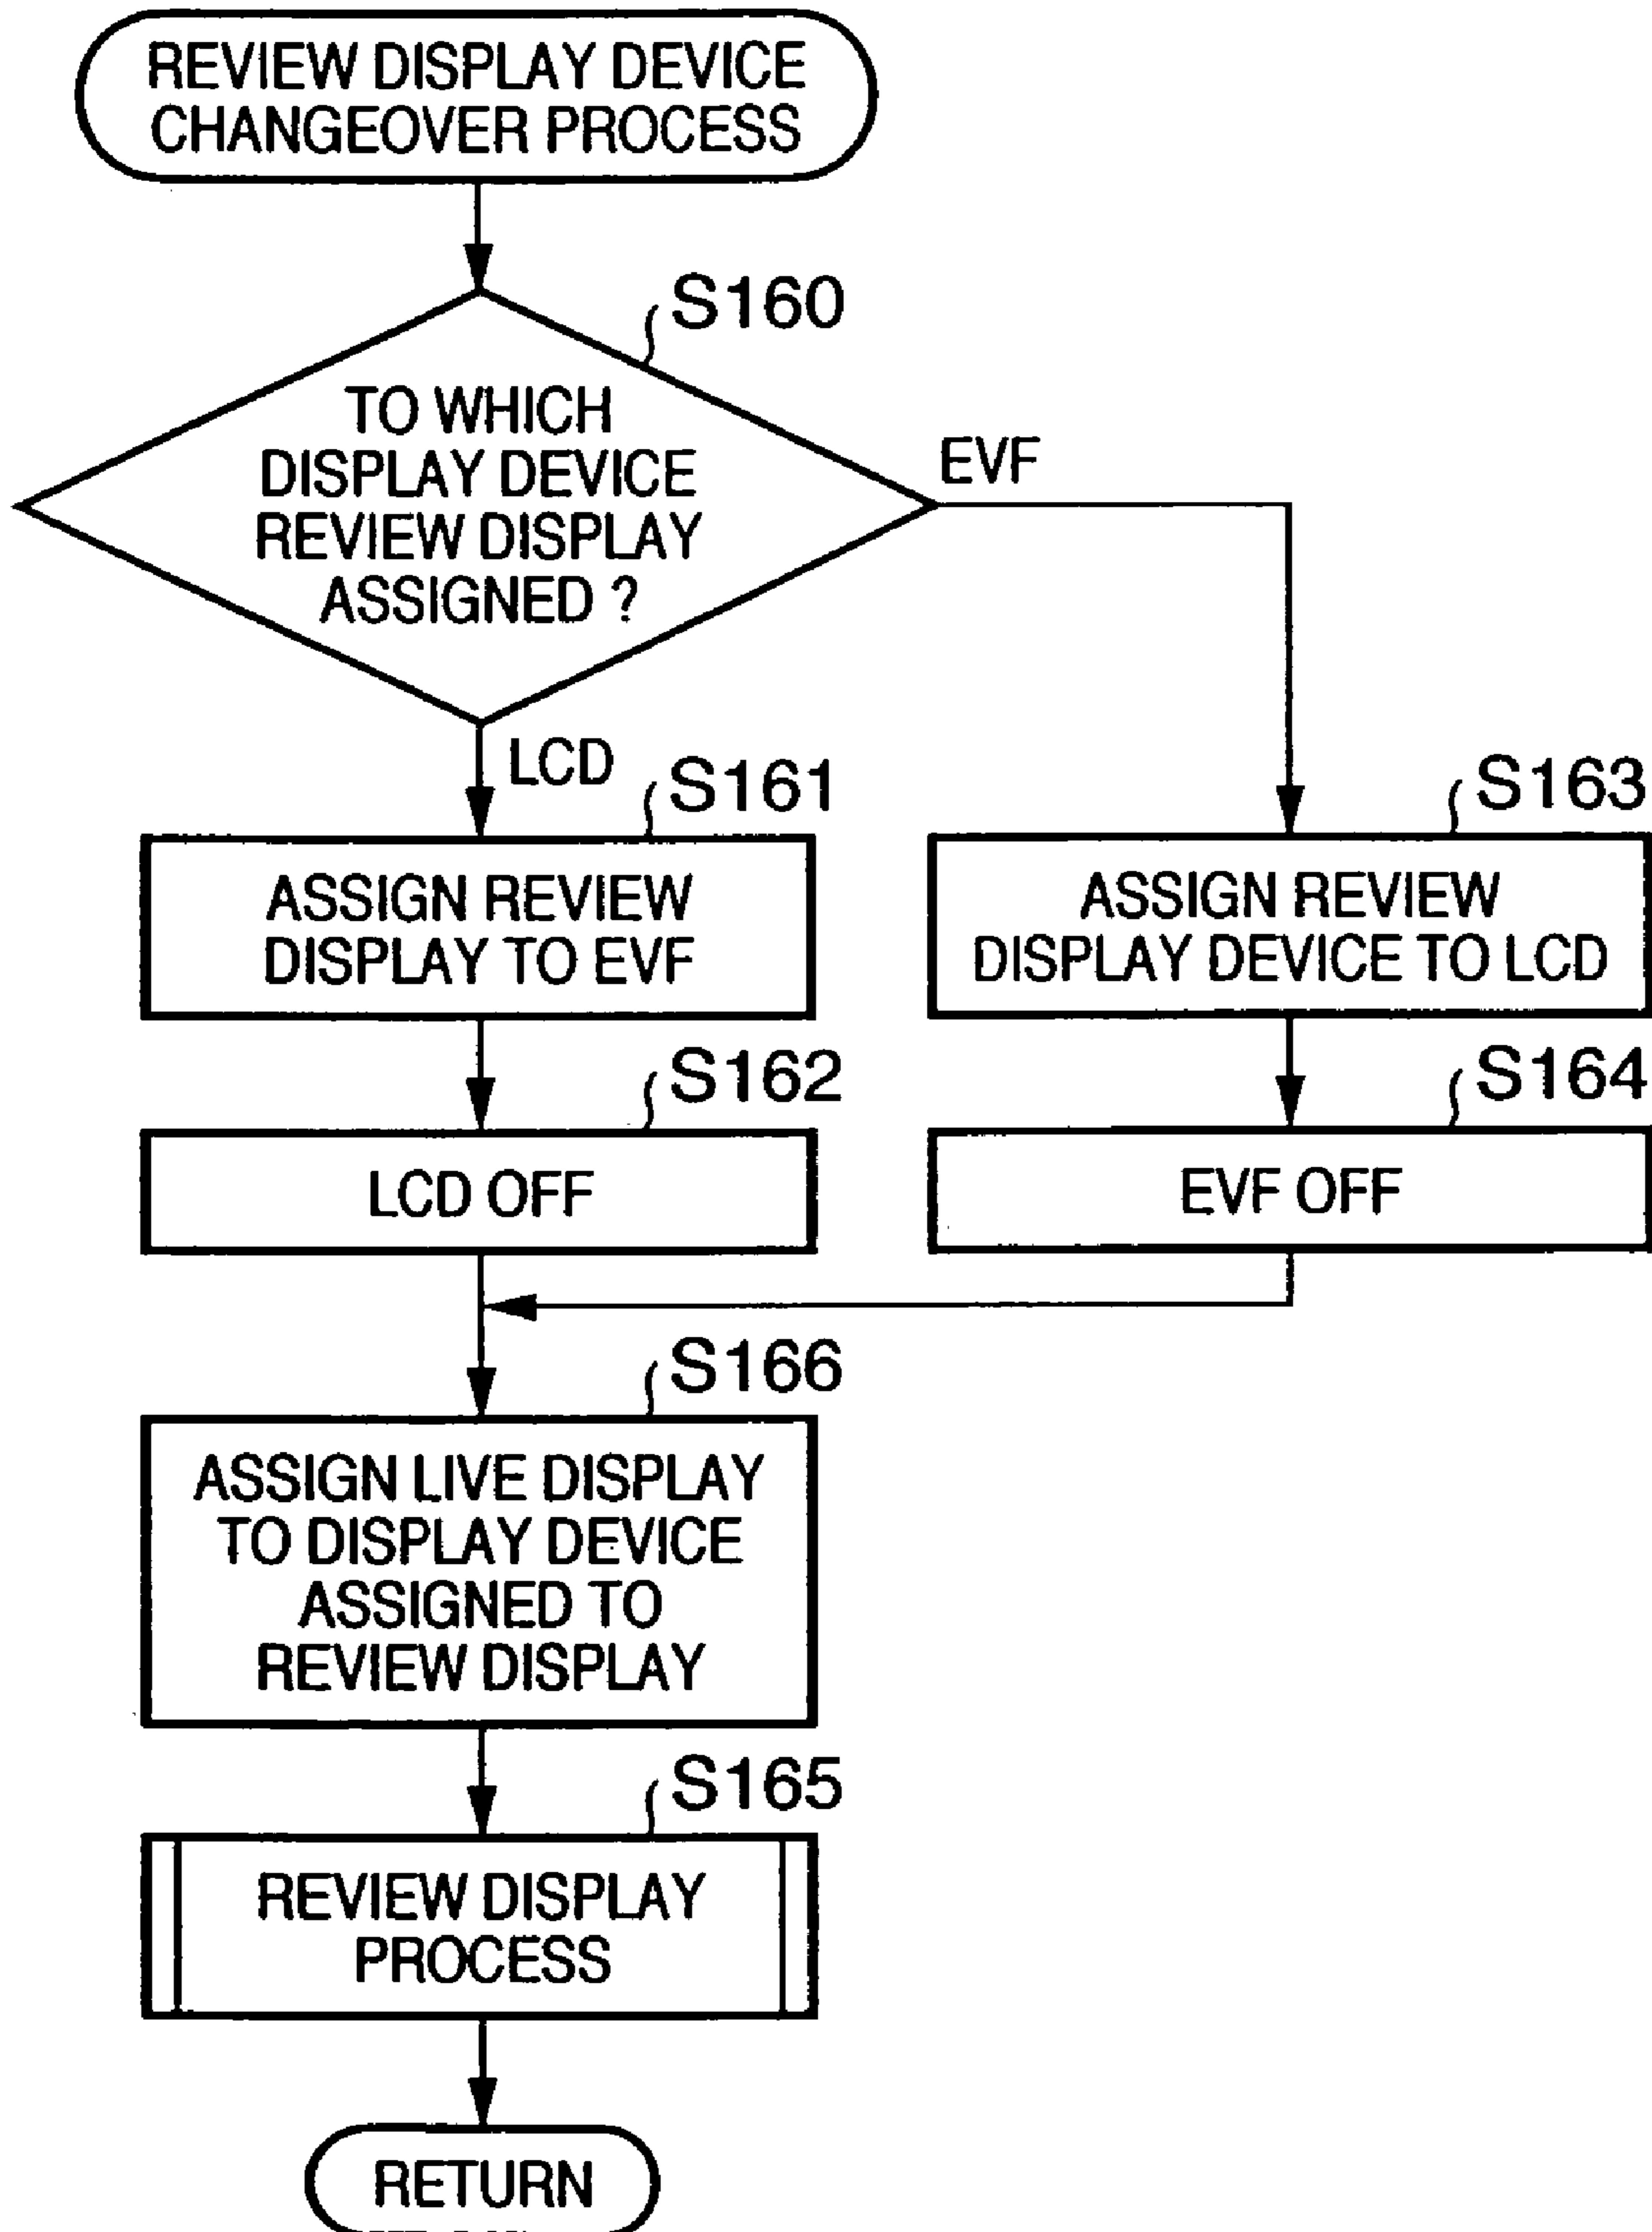 REVIEW DISPLAY DEVICE
CHANGEOVER PROCESS
S160
TO WHICH
DISPLAY DEVICE
REVIEW DISPLAY
ASSIGNED ?
EVF
LCD
S161
ASSIGN REVIEW
DISPLAY TO EVF
S163
ASSIGN REVIEW
DISPLAY DEVICE TO LCD
S162
LCD OFF
S164
EVF OFF
S166
ASSIGN LIVE DISPLAY
TO DISPLAY DEVICE
ASSIGNED TO
REVIEW DISPLAY
S165
REVIEW DISPLAY
PROCESS
RETURN